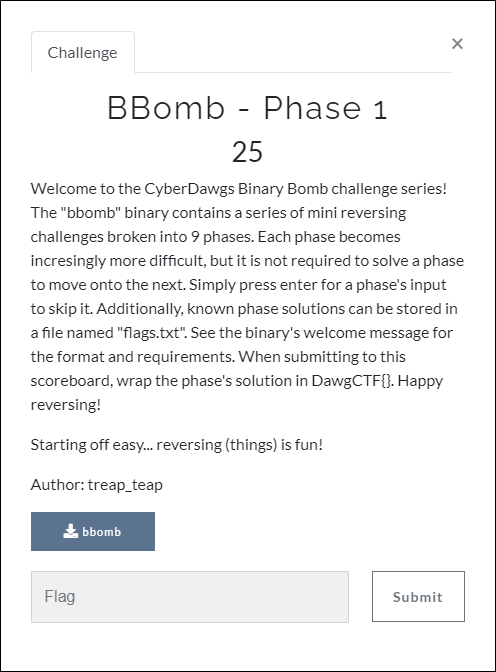 Challenge
×
BBomb - Phase 1
25
Welcome to the CyberDawgs Binary Bomb challenge series!
The "bbomb" binary contains a series of mini reversing
challenges broken into 9 phases. Each phase becomes
incresingly more difficult, but it is not required to solve a phase
to move onto the next. Simply press enter for a phase's input
to skip it. Additionally, known phase solutions can be stored in
a file named "flags.txt". See the binary's welcome message for
the format and requirements. When submitting to this
scoreboard, wrap the phase's solution in DawgCTF{}. Happy
reversing!
Starting off easy... reversing (things) is fun!
Author: treap_teap
bbomb
Flag
Submit